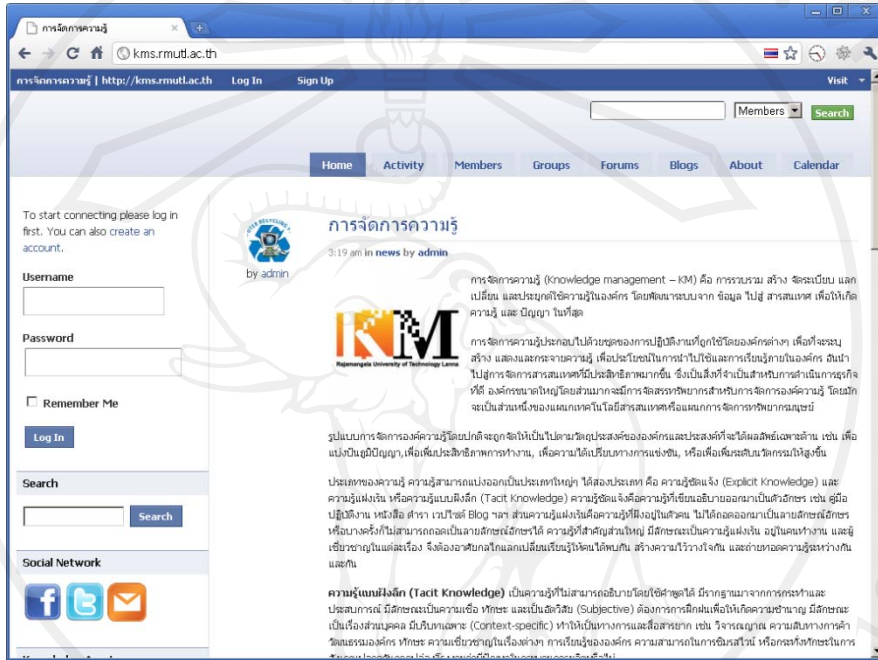 การจัดการความรู้
kms.rmutl.ac.th
การจัดการความรู้ | http://kms.rmutl.ac.th Log In Sign Up Visit
Members Search
Home Activity Members Groups Forums Blogs About Calendar
To start connecting please log in
first. You can also create an
account.
Username
Password
Remember Me
Log In
Search
Search
Social Network
by admin
การจัดการความรู้
3:19 am in news by admin
KM
Rajamangala University of Technology Lanna
การจัดการความรู้ (Knowledge management – KM) คือ การรวบรวม สร้าง จัดระเบียบ แลก
เปลี่ยน และประยุกต์ใช้ความรู้ในองค์กร โดยพัฒนาระบบจาก ข้อมูล ไปสู่ สารสนเทศ เพื่อให้เกิด
ความรู้ และ ปัญญา ในที่สุด
การจัดการความรู้ประกอบไปด้วยชุดของการปฏิบัติงานที่ถูกใช้โดยองค์กรต่างๆ เพื่อที่จะระบุ
สร้าง แสดงและกระจายความรู้ เพื่อประโยชน์ในการนำไปใช้และการเรียนรู้ภายในองค์กร อันนำ
ไปสู่การจัดการสารสนเทศที่มีประสิทธิภาพมากขึ้น ซึ่งเป็นสิ่งที่จำเป็นสำหรับการดำเนินการธุรกิจ
ที่ดี องค์กรขนาดใหญ่โดยส่วนมากจะมีการจัดสรรทรัพยากรสำหรับการจัดการองค์ความรู้ โดยมัก
จะเป็นส่วนหนึ่งของแผนกเทคโนโลยีสารสนเทศหรือแผนกการจัดการทรัพยากรมนุษย์
รูปแบบการจัดการองค์ความรู้โดยปกติจะถูกจัดให้เป็นไปตามวัตถุประสงค์ขององค์กรและประสงค์ที่จะได้ผลลัพธ์เฉพาะด้าน เช่น เพื่อ
แบ่งปันภูมิปัญญา,เพื่อเพิ่มประสิทธิภาพการทำงาน, เพื่อความได้เปรียบทางการแข่งขัน, หรือเพื่อเพิ่มระดับนวัตกรรมให้สูงขึ้น
ประเภทของความรู้ ความรู้สามารถแบ่งออกเป็นประเภทใหญ่ๆ ได้สองประเภท คือ ความรู้ชัดแจ้ง (Explicit Knowledge) และ
ความรู้แฝงเร้น หรือความรู้แบบฝังลึก (Tacit Knowledge) ความรู้ชัดแจ้งคือความรู้ที่เขียนอธิบายออกมาเป็นตัวอักษร เช่น คู่มือ
ปฏิบัติงาน หนังสือ ตำรา เวปไซด์ Blog ฯลฯ ส่วนความรู้แฝงเร้นคือความรู้ที่ฝังอยู่ในตัวคน ไม่ได้ถอดออกมาเป็นลายลักษณ์อักษร
หรือบางครั้งก็ไม่สามารถถอดเป็นลายลักษณ์อักษรได้ ความรู้ที่สำคัญส่วนใหญ่ มีลักษณะเป็นความรู้แฝงเร้น อยู่ในคนทำงาน และผู้
เชี่ยวชาญในแต่ละเรื่อง จึงต้องอาศัยกลไกแลกเปลี่ยนเรียนรู้ให้คนได้พบกัน สร้างความไว้วางใจกัน และถ่ายทอดความรู้ระหว่างกัน
และกัน
ความรู้แบบฝังลึก (Tacit Knowledge) เป็นความรู้ที่ไม่สามารถอธิบายโดยใช้คำพูดได้ มีรากฐานมาจากการกระทำและ
ประสบการณ์ มีลักษณะเป็นความเชื่อ ทักษะ และเป็นอัตวิสัย (Subjective) ต้องการการฝึกฝนเพื่อให้เกิดความชำนาญ มีลักษณะ
เป็นเรื่องส่วนบุคคล มีบริบทเฉพาะ (Context-specific) ทำให้เป็นทางการและสื่อสารยาก เช่น วิจารณญาณ ความลับทางการค้า
วัฒนธรรมองค์กร ทักษะ ความเชี่ยวชาญในเรื่องต่างๆ การเรียนรู้ขององค์กร ความสามารถในการชิมรสไวน์ หรือกระทั่งทักษะในการ